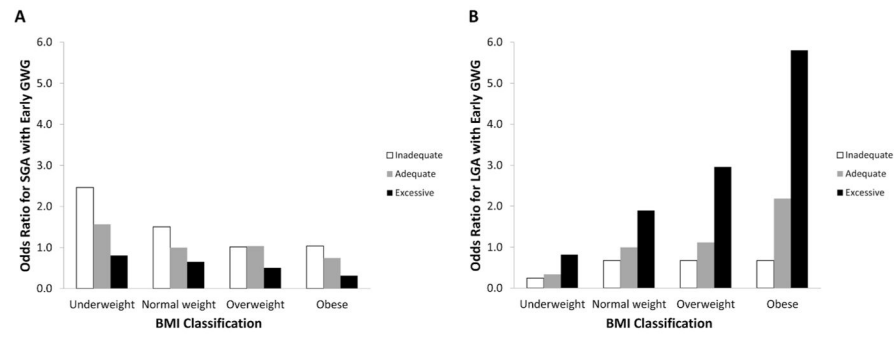 A
Odds Ratio for SGA with Early GWG
6.0
5.0
4.0
3.0
2.0
1.0
0.0
Underweight Normal weight Overweight Obese
BMI Classification
Inadequate
Adequate
Excessive
B
Odds Ratio for LGA with Early GWG
6.0
5.0
4.0
3.0
2.0
1.0
0.0
Underweight Normal weight Overweight Obese
BMI Classification
Inadequate
Adequate
Excessive